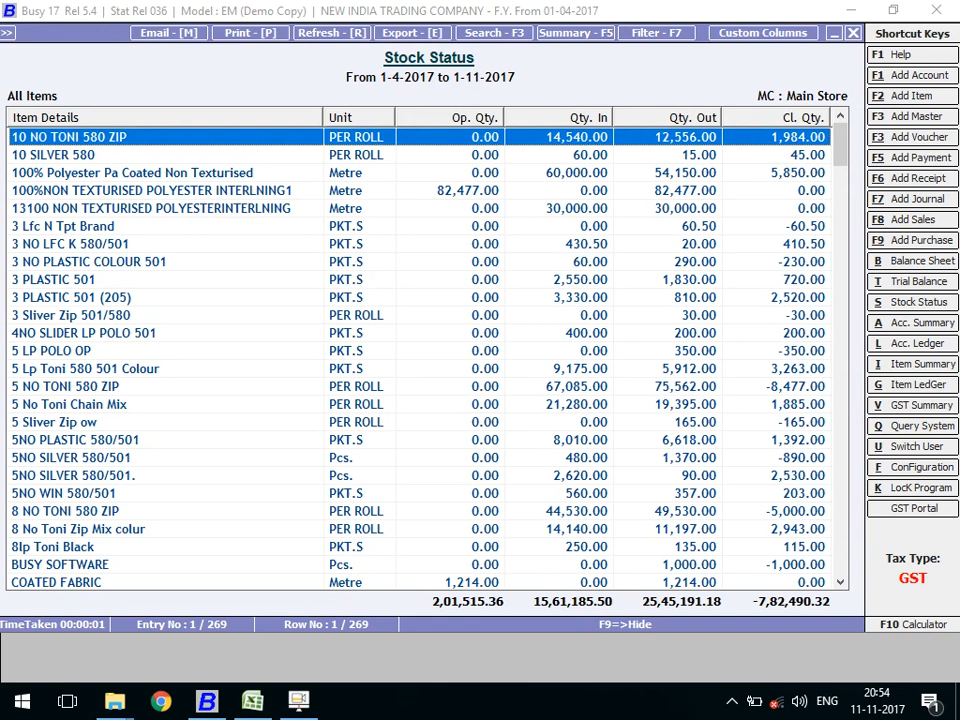 Busy 17 Rel 5.4 | Stat Rel 036 | Model : EM (Demo Copy) | NEW INDIA TRADING COMPANY - F.Y. From 01-04-2017
>> Email - [M] Print - [P] Refresh - [R] Export - [E] Search - F3 Summary - F5 Filter - F7 Custom Columns
Shortcut Keys
Stock Status
From 1-4-2017 to 1-11-2017
All Items MC : Main Store
Item Details Unit Op. Qty. Qty. In Qty. Out Cl. Qty.
10 NO TONI 580 ZIP PER ROLL 0.00 14,540.00 12,556.00 1,984.00
10 SILVER 580 PER ROLL 0.00 60.00 15.00 45.00
100% Polyester Pa Coated Non Texturised Metre 0.00 60,000.00 54,150.00 5,850.00
100%NON TEXTURISED POLYESTER INTERLNING1 Metre 82,477.00 0.00 82,477.00 0.00
13100 NON TEXTURISED POLYESTERINTERLNING Metre 0.00 30,000.00 30,000.00 0.00
3 Lfc N Tpt Brand PKT.S 0.00 0.00 60.50 -60.50
3 NO LFC K 580/501 PKT.S 0.00 430.50 20.00 410.50
3 NO PLASTIC COLOUR 501 PKT.S 0.00 60.00 290.00 -230.00
3 PLASTIC 501 PKT.S 0.00 2,550.00 1,830.00 720.00
3 PLASTIC 501 (205) PKT.S 0.00 3,330.00 810.00 2,520.00
3 Sliver Zip 501/580 PER ROLL 0.00 0.00 30.00 -30.00
4NO SLIDER LP POLO 501 PKT.S 0.00 400.00 200.00 200.00
5 LP POLO OP PKT.S 0.00 0.00 350.00 -350.00
5 Lp Toni 580 501 Colour PKT.S 0.00 9,175.00 5,912.00 3,263.00
5 NO TONI 580 ZIP PER ROLL 0.00 67,085.00 75,562.00 -8,477.00
5 No Toni Chain Mix PER ROLL 0.00 21,280.00 19,395.00 1,885.00
5 Sliver Zip ow PER ROLL 0.00 0.00 165.00 -165.00
5NO PLASTIC 580/501 PKT.S 0.00 8,010.00 6,618.00 1,392.00
5NO SILVER 580/501 Pcs. 0.00 480.00 1,370.00 -890.00
5NO SILVER 580/501. Pcs. 0.00 2,620.00 90.00 2,530.00
5NO WIN 580/501 PKT.S 0.00 560.00 357.00 203.00
8 NO TONI 580 ZIP PER ROLL 0.00 44,530.00 49,530.00 -5,000.00
8 No Toni Zip Mix colur PER ROLL 0.00 14,140.00 11,197.00 2,943.00
8lp Toni Black PKT.S 0.00 250.00 135.00 115.00
BUSY SOFTWARE Pcs. 0.00 0.00 1,000.00 -1,000.00
COATED FABRIC Metre 1,214.00 0.00 1,214.00 0.00
2,01,515.36 15,61,185.50 25,45,191.18 -7,82,490.32
TimeTaken 00:00:01 Entry No : 1 / 269 Row No : 1 / 269 F9=>Hide
F1 Help
F1 Add Account
F2 Add Item
F3 Add Master
F3 Add Voucher
F5 Add Payment
F6 Add Receipt
F7 Add Journal
F8 Add Sales
F9 Add Purchase
B Balance Sheet
T Trial Balance
S Stock Status
A Acc. Summary
L Acc. Ledger
I Item Summary
G Item LedGer
V GST Summary
Q Query System
U Switch User
F ConFiguration
K LocK Program
GST Portal
Tax Type:
GST
F10 Calculator
ENG
20:54
11-11-2017
1